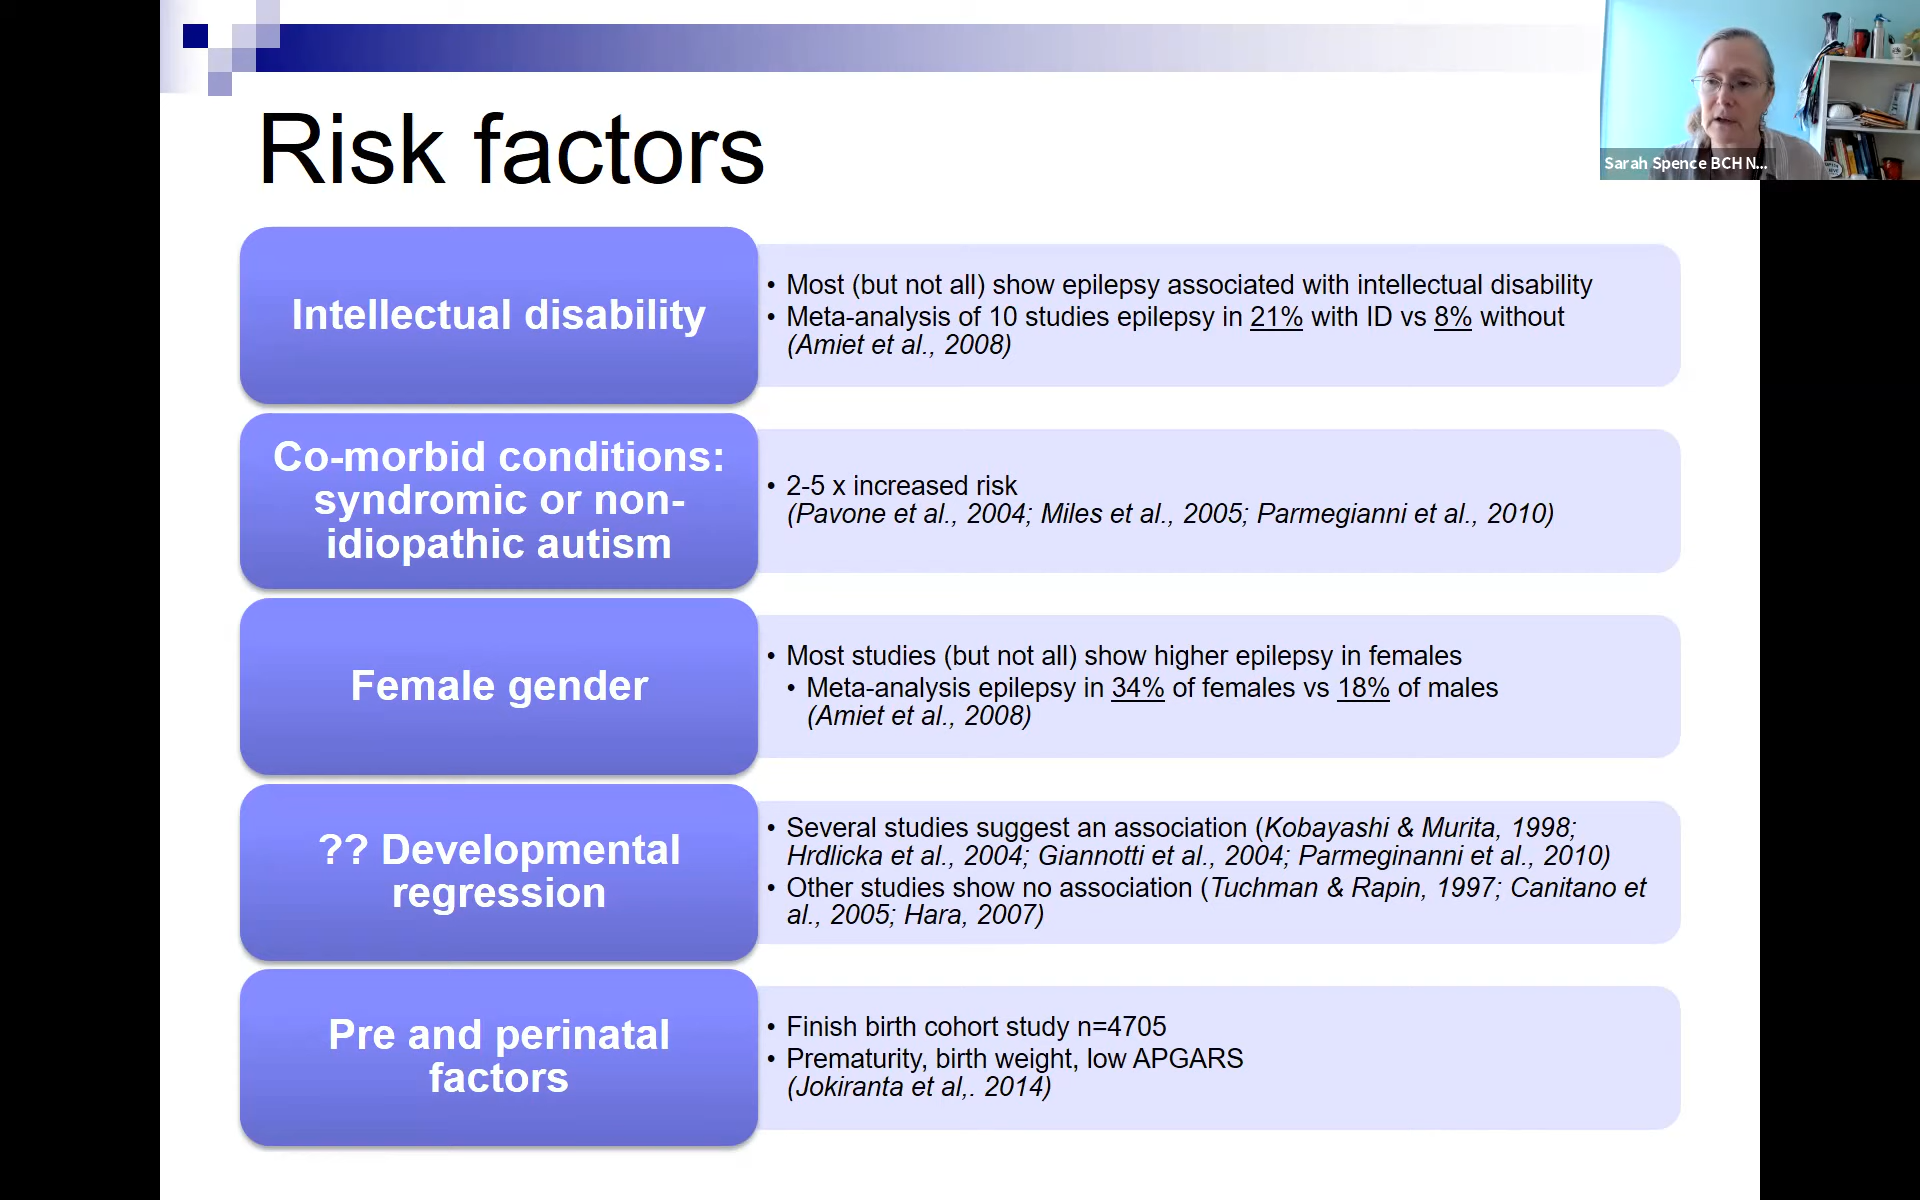 Risk factors
Sarah Spence BCH N...
Intellectual disability
• Most (but not all) show epilepsy associated with intellectual disability
• Meta-analysis of 10 studies epilepsy in 21% with ID vs 8% without
(Amiet et al., 2008)
Co-morbid conditions:
syndromic or non-
idiopathic autism
• 2-5 x increased risk
(Pavone et al., 2004; Miles et al., 2005; Parmegianni et al., 2010)
Female gender
• Most studies (but not all) show higher epilepsy in females
• Meta-analysis epilepsy in 34% of females vs 18% of males
(Amiet et al., 2008)
?? Developmental
regression
• Several studies suggest an association (Kobayashi & Murita, 1998;
Hrdlicka et al., 2004; Giannotti et al., 2004; Parmeginanni et al., 2010)
• Other studies show no association (Tuchman & Rapin, 1997; Canitano et
al., 2005; Hara, 2007)
Pre and perinatal
factors
• Finish birth cohort study n=4705
• Prematurity, birth weight, low APGARS
(Jokiranta et al,. 2014)